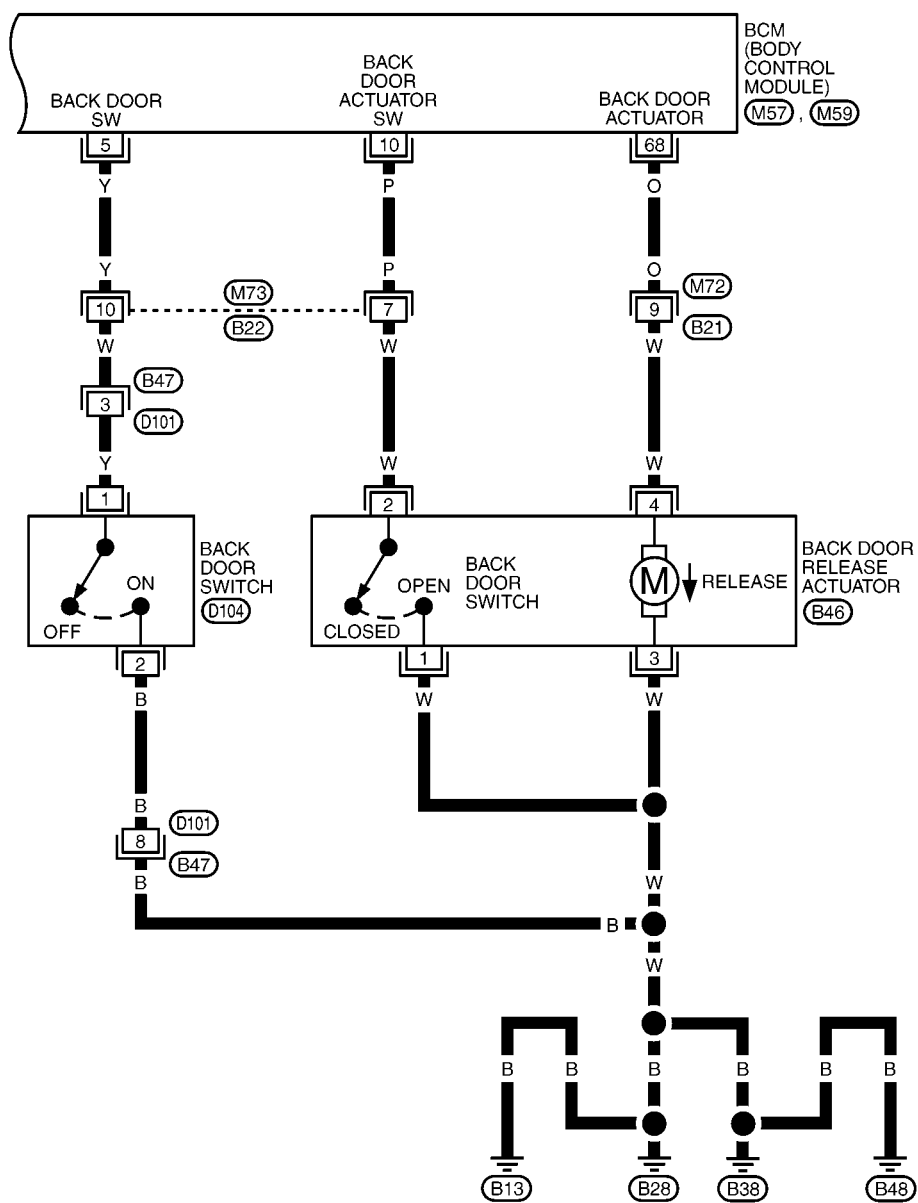 BCM
(BODY
CONTROL
MODULE)
M57 , M59
BACK DOOR
SW
BACK
DOOR
ACTUATOR
SW
BACK DOOR
ACTUATOR
5
10
68
Y
P
O
Y
P
O
10
M73
B22
7
9
M72
B21
W
W
W
3
B47
D101
Y
W
W
1
2
4
BACK
DOOR
SWITCH
D104
OFF
ON
BACK
DOOR
SWITCH
CLOSED
OPEN
M
RELEASE
BACK DOOR
RELEASE
ACTUATOR
B46
2
1
3
B
W
W
B
8
D101
B47
B
W
B
W
B
B
B
B
B
B
B13
B28
B38
B48